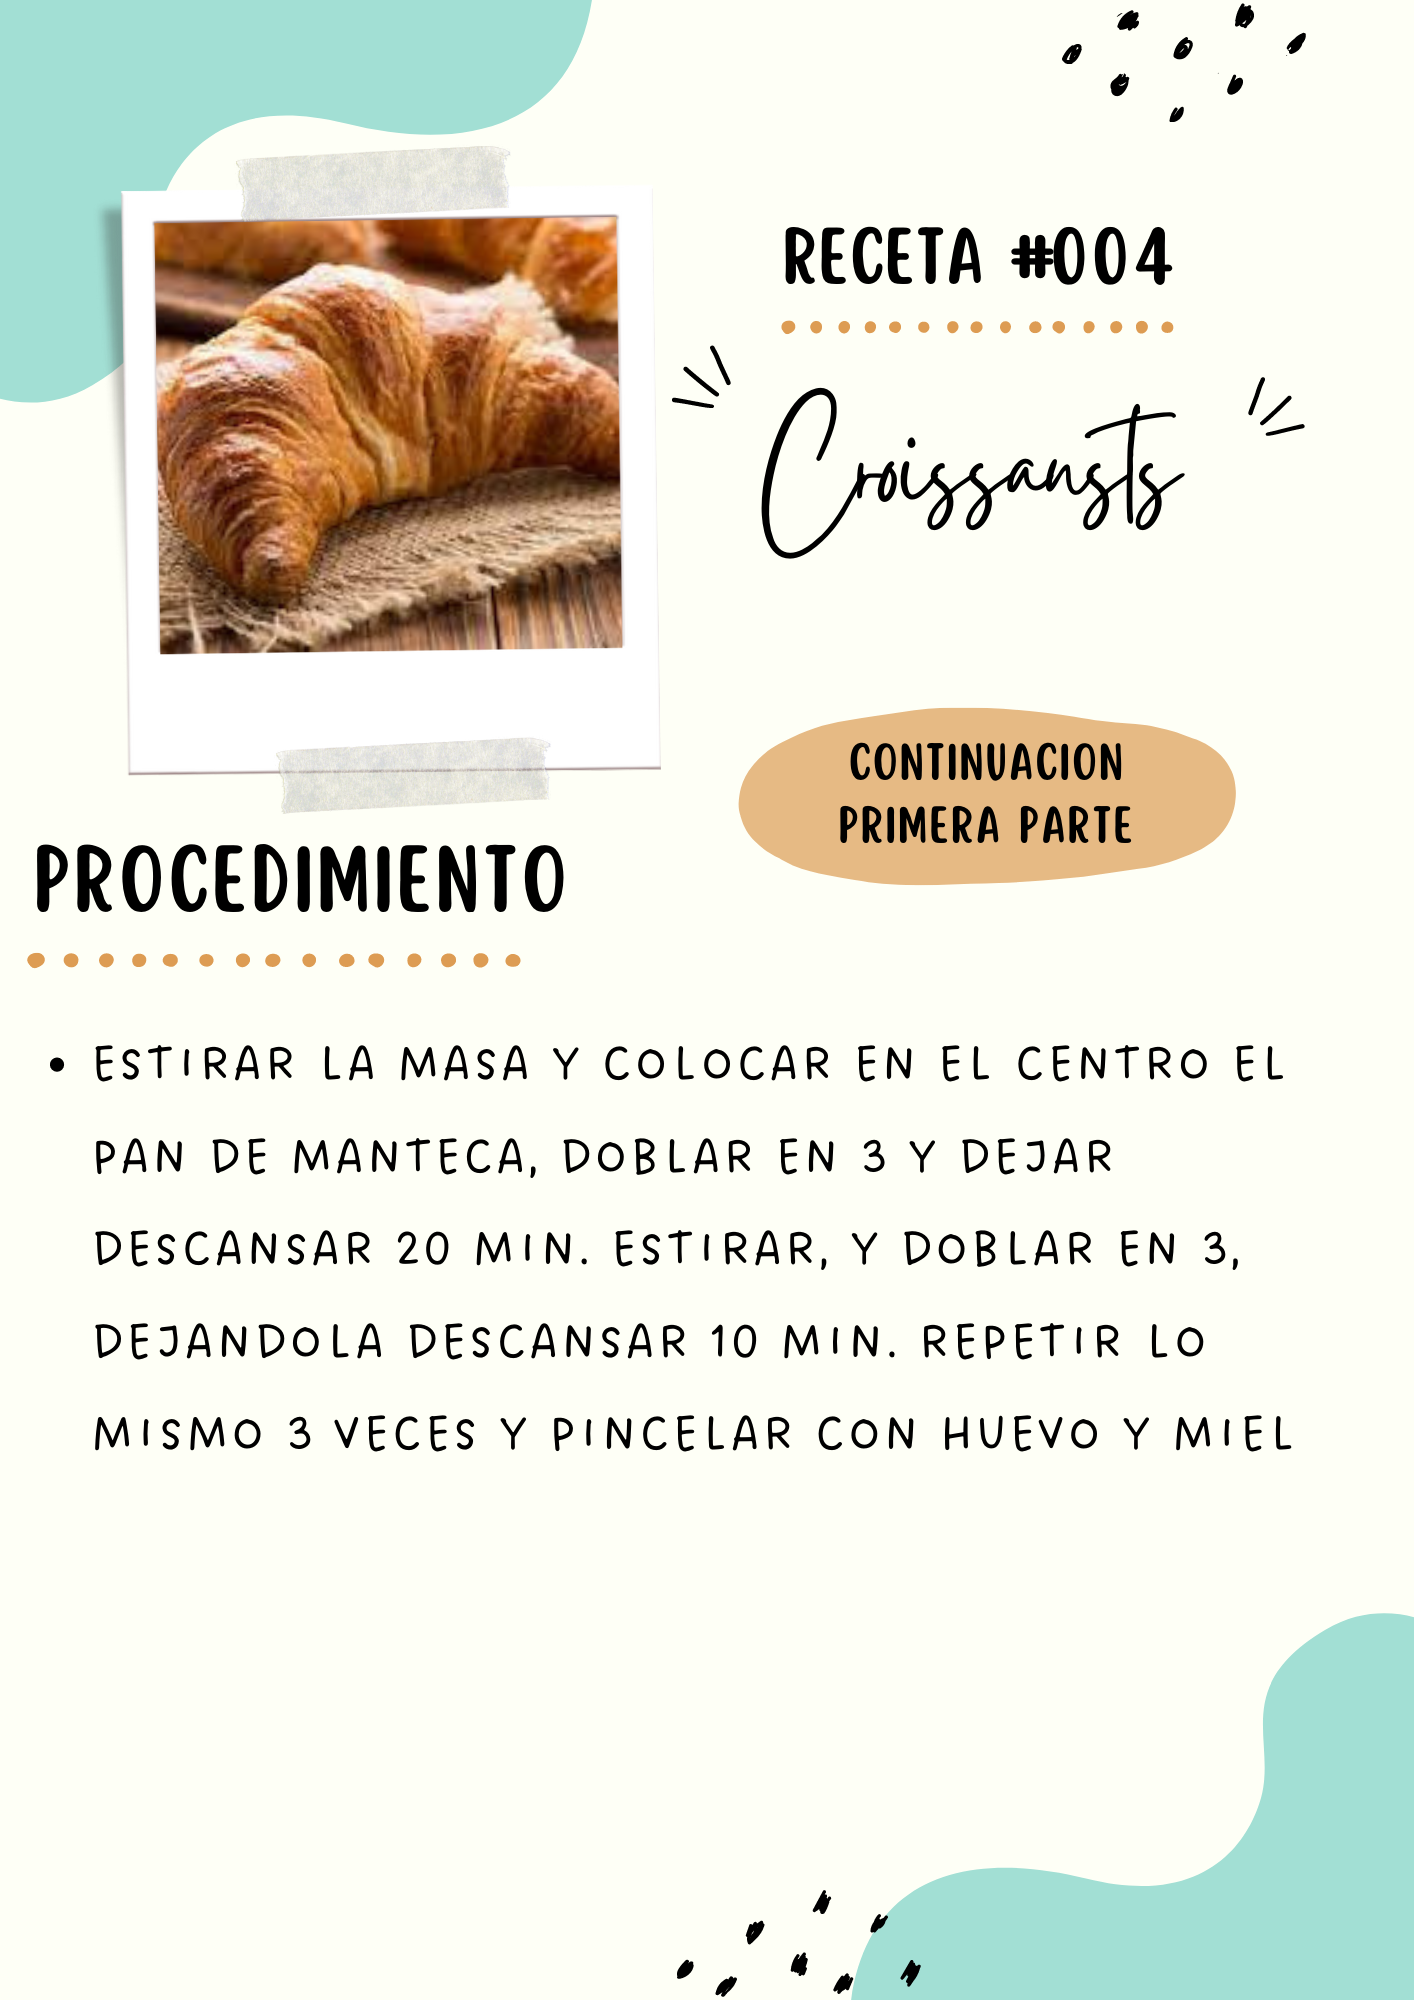 RECETA #004
Croissansts
CONTINUACION
PRIMERA PARTE
PROCEDIMIENTO
• ESTIRAR LA MASA Y COLOCAR EN EL CENTRO EL
PAN DE MANTECA, DOBLAR EN 3 Y DEJAR
DESCANSAR 20 MIN. ESTIRAR, Y DOBLAR EN 3,
DEJANDOLA DESCANSAR 10 MIN. REPETIR LO
MISMO 3 VECES Y PINCELAR CON HUEVO Y MIEL